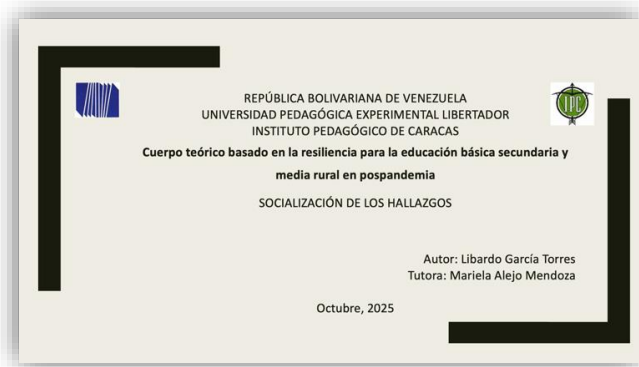 REPÚBLICA BOLIVARIANA DE VENEZUELA
UNIVERSIDAD PEDAGÓGICA EXPERIMENTAL LIBERTADOR
INSTITUTO PEDAGÓGICO DE CARACAS
Cuerpo teórico basado en la resiliencia para la educación básica secundaria y
media rural en pospandemia
SOCIALIZACIÓN DE LOS HALLAZGOS
Autor: Libardo García Torres
Tutora: Mariela Alejo Mendoza
Octubre, 2025
IPC